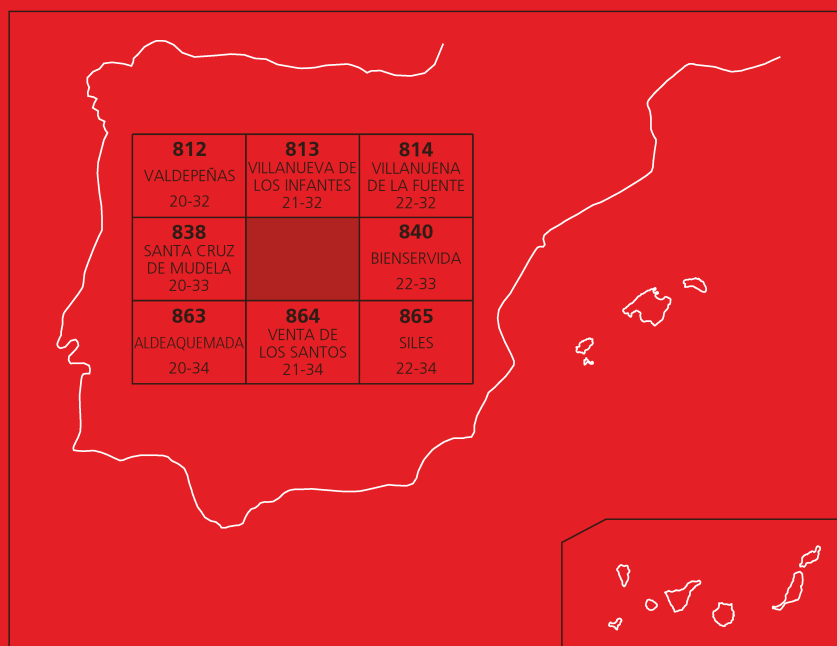 812
VALDEPEÑAS
20-32
813
VILLANUEVA DE
LOS INFANTES
21-32
814
VILLANUENA
DE LA FUENTE
22-32
838
SANTA CRUZ
DE MUDELA
20-33
840
BIENSERVIDA
22-33
863
ALDEAQUEMADA
20-34
864
VENTA DE
LOS SANTOS
21-34
865
SILES
22-34